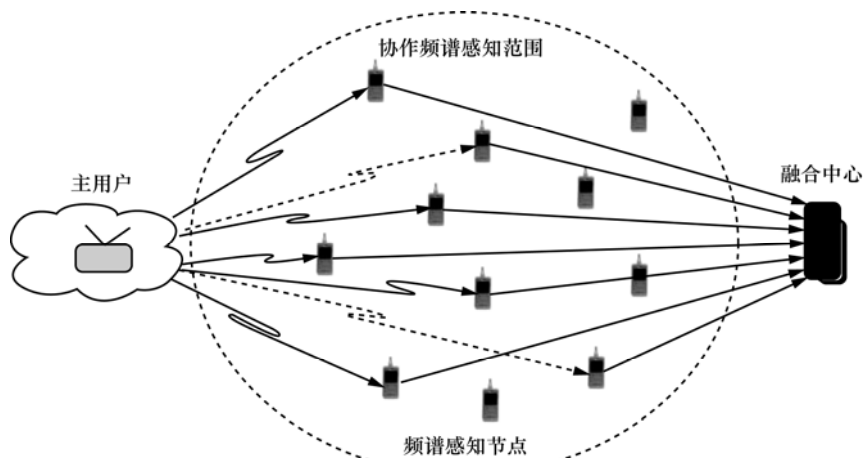 协作频谱感知范围
融合中心
主用户
频谱感知节点